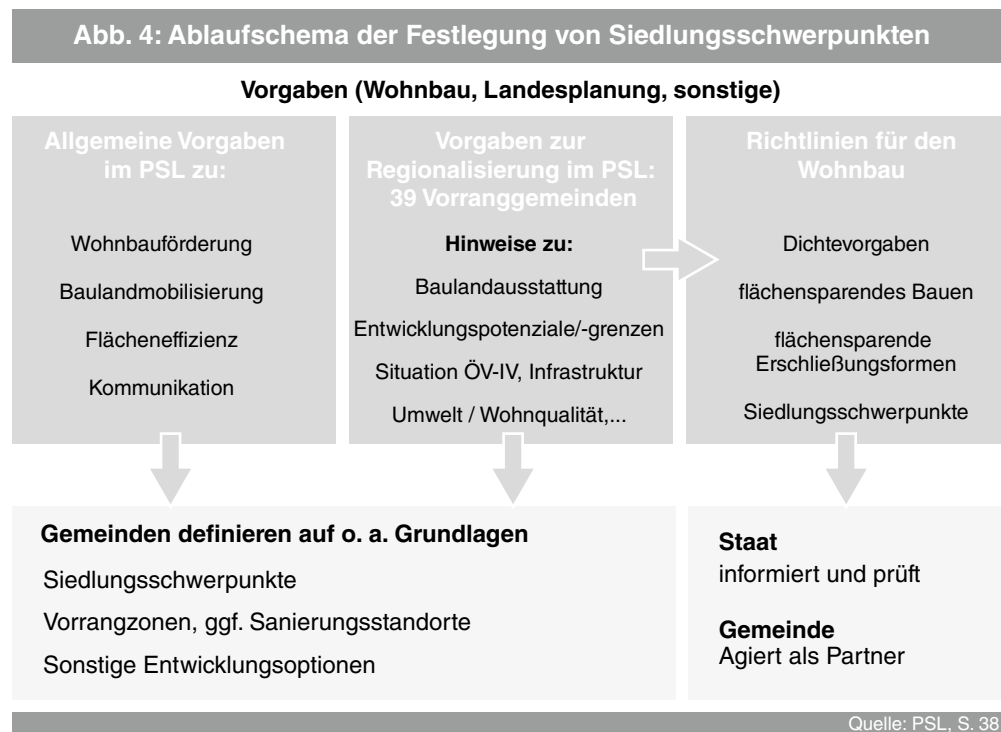 Abb. 4: Ablaufschema der Festlegung von Siedlungsschwerpunkten
Vorgaben (Wohnbau, Landesplanung, sonstige)
Allgemeine Vorgaben
im PSL zu:
Wohnbauförderung
Baulandmobilisierung
Flächeneffizienz
Kommunikation
Vorgaben zur
Regionalisierung im PSL:
39 Vorranggemeinden
Hinweise zu:
Baulandausstattung
Entwicklungspotenziale/-grenzen
Situation ÖV-IV, Infrastruktur
Umwelt / Wohnqualität,...
Richtlinien für den
Wohnbau
Dichtevorgaben
flächensparendes Bauen
flächensparende
Erschließungsformen
Siedlungsschwerpunkte
Gemeinden definieren auf o. a. Grundlagen
Siedlungsschwerpunkte
Vorrangzonen, ggf. Sanierungsstandorte
Sonstige Entwicklungsoptionen
Staat
informiert und prüft
Gemeinde
Agiert als Partner
Quelle: PSL, S. 38